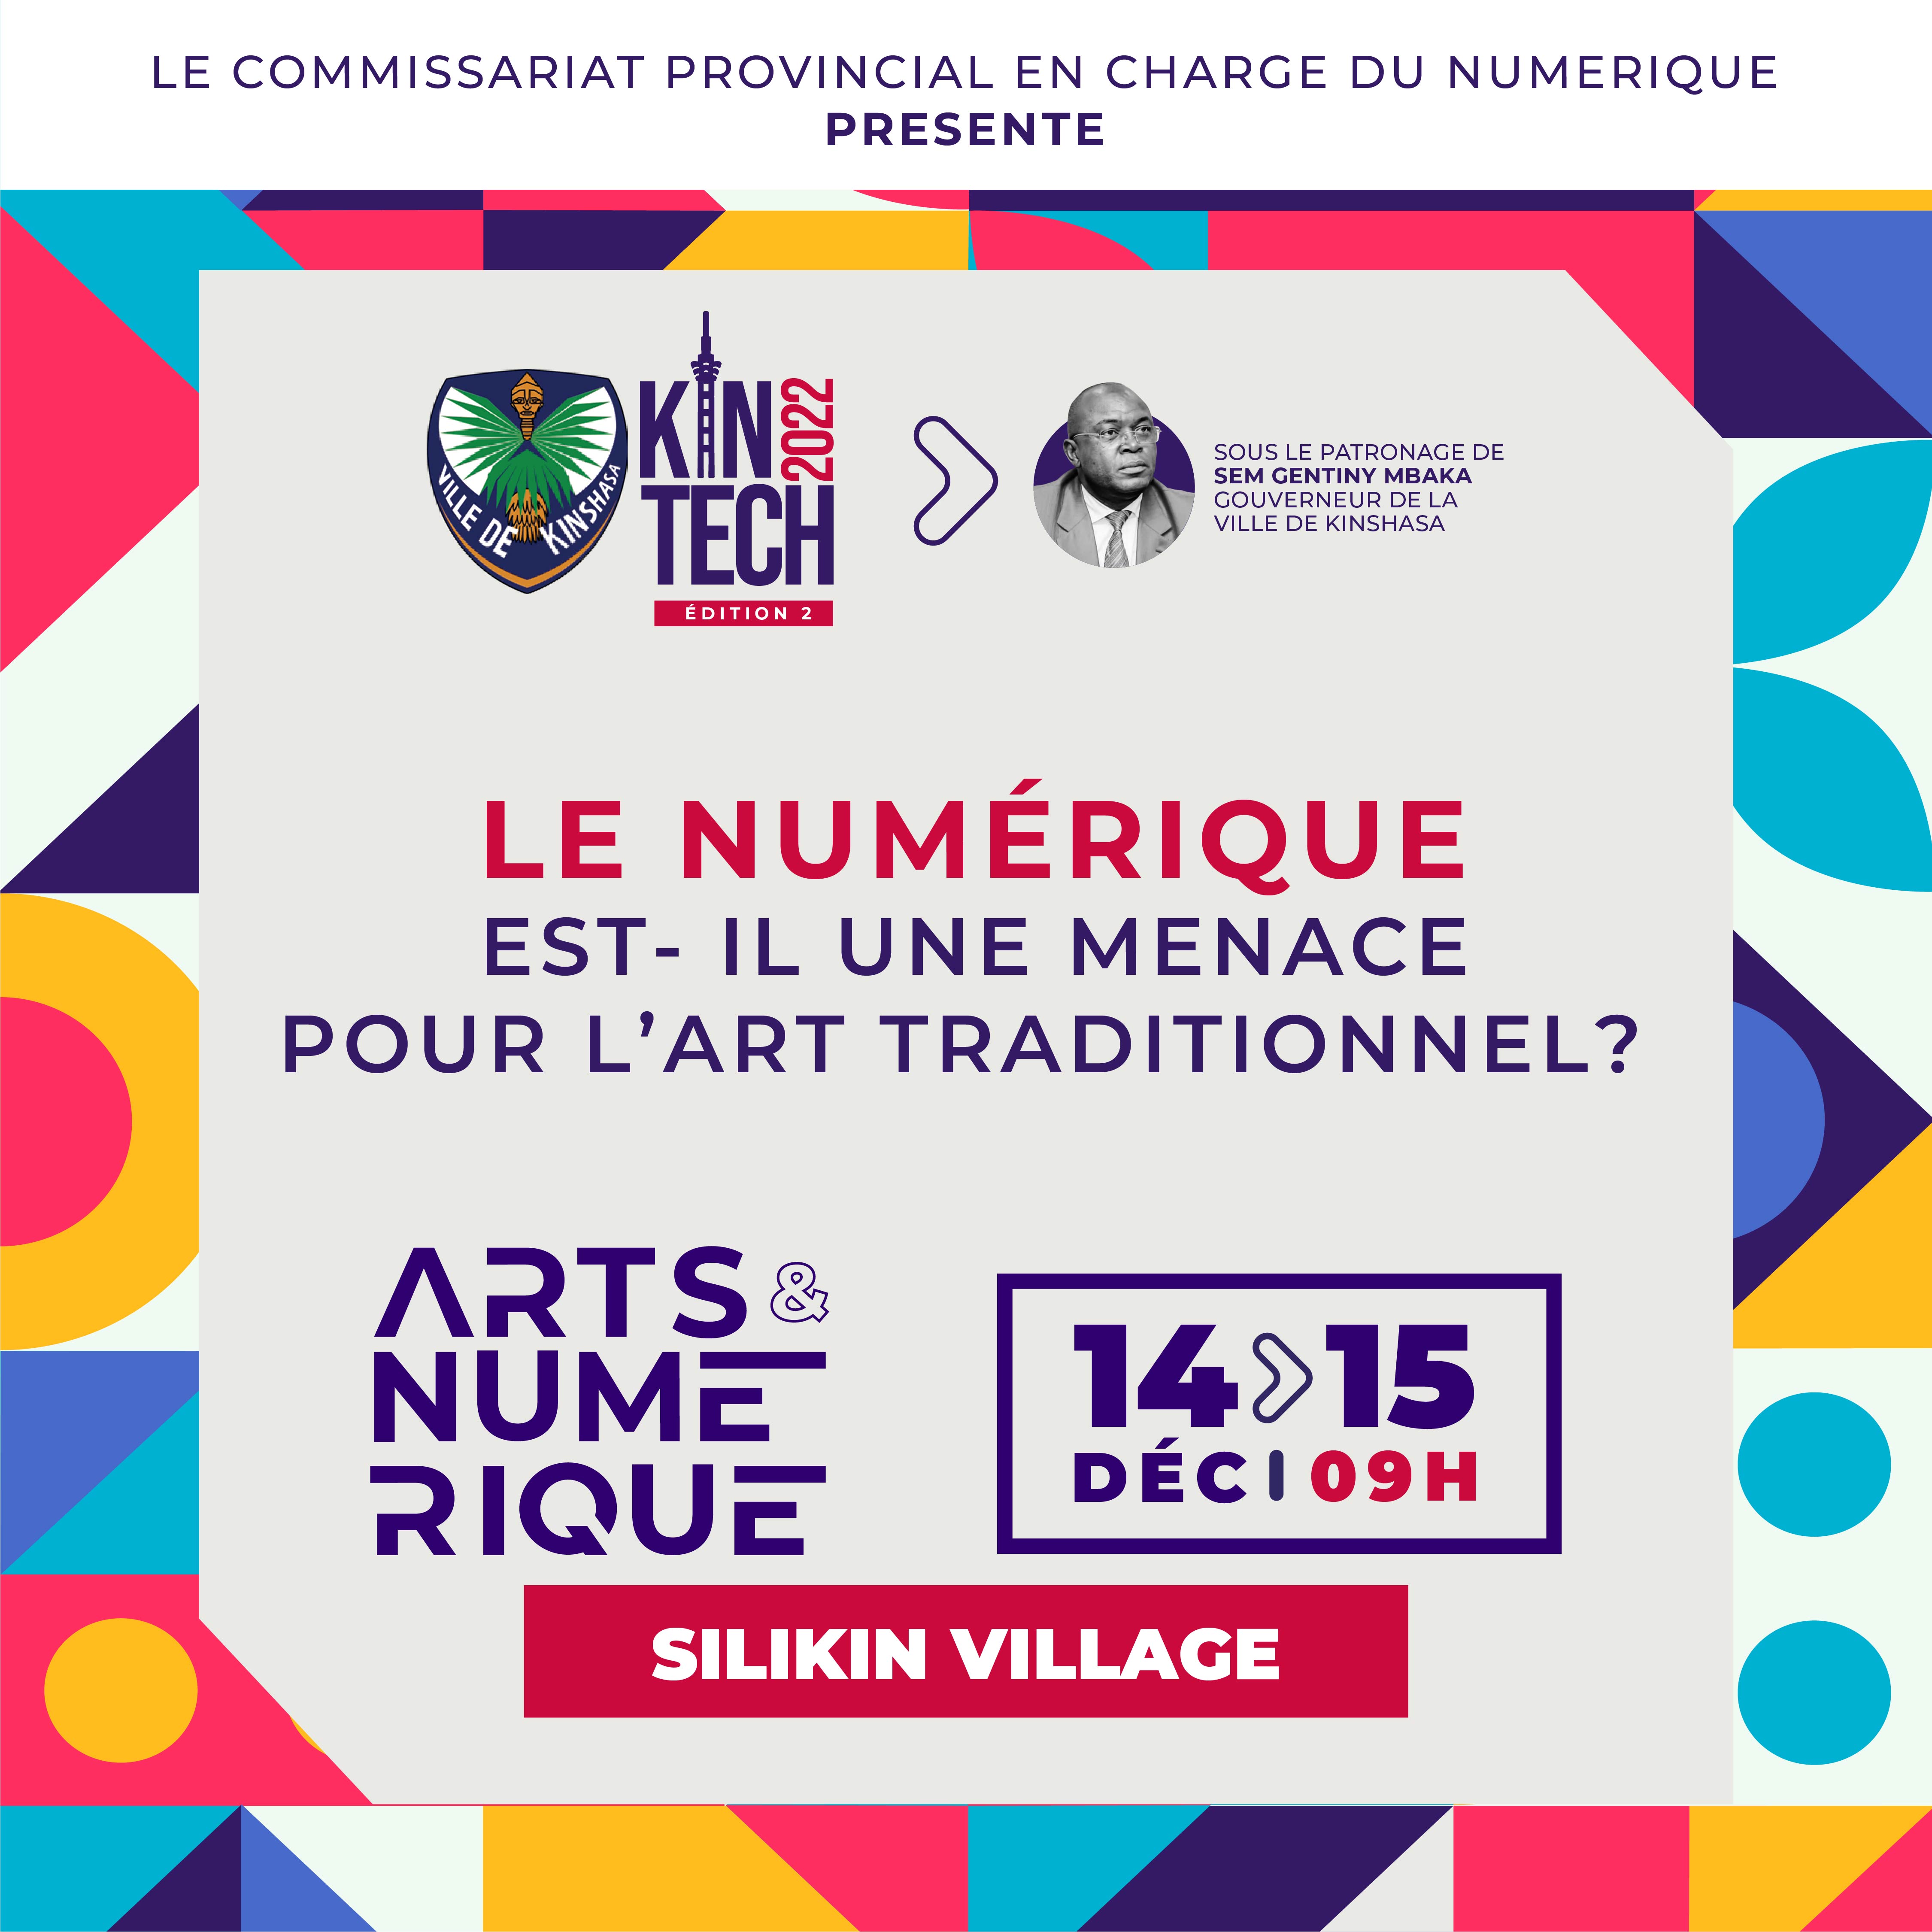 LE COMMISSARIAT PROVINCIAL EN CHARGE DU NUMERIQUE
PRESENTE
VILLE DE KINSHASA
KIN
2022
TECH
ÉDITION 2
SOUS LE PATRONAGE DE
SEM GENTINY MBAKA
GOUVERNEUR DE LA
VILLE DE KINSHASA
LE NUMÉRIQUE
EST- IL UNE MENACE
POUR L’ART TRADITIONNEL?
ARTS &
NUME
RIQUE
14 > 15
DÉC | 09H
SILIKIN VILLAGE